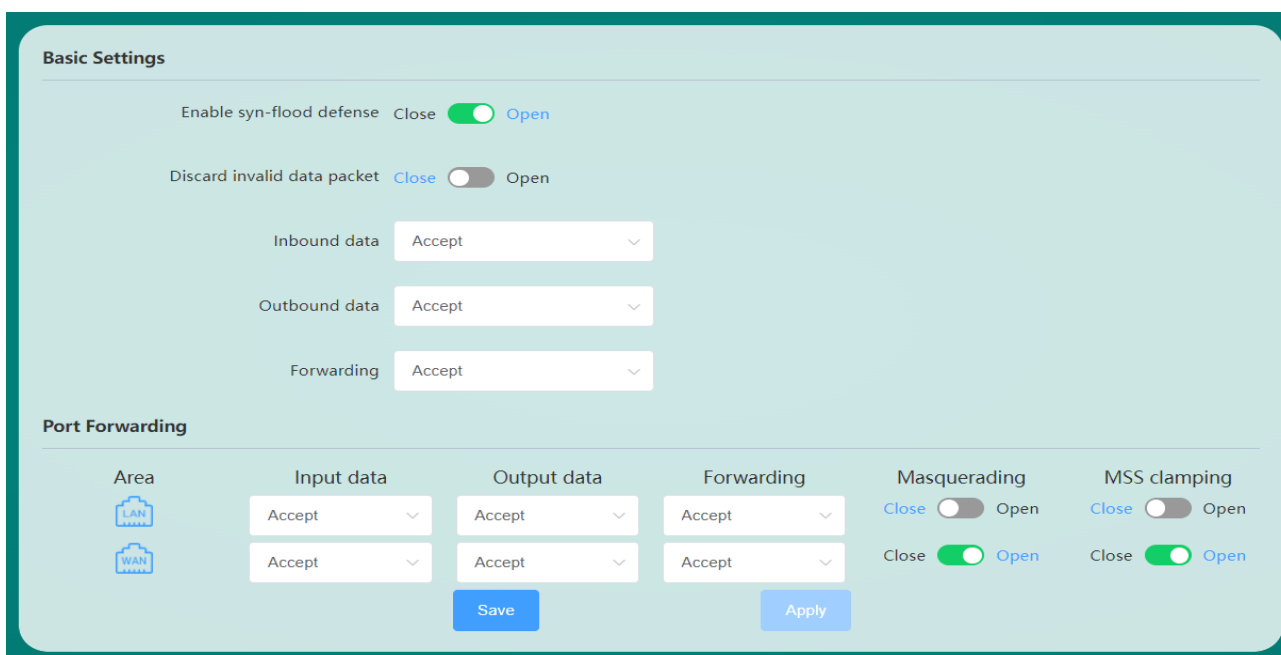 Basic Settings
Enable syn-flood defense Close Open
Discard invalid data packet Close Open
Inbound data Accept
Outbound data Accept
Forwarding Accept
Port Forwarding
Area Input data Output data Forwarding Masquerading MSS clamping
LAN Accept Accept Accept Close Open Close Open
WAN Accept Accept Accept Close Open Close Open
Save Apply